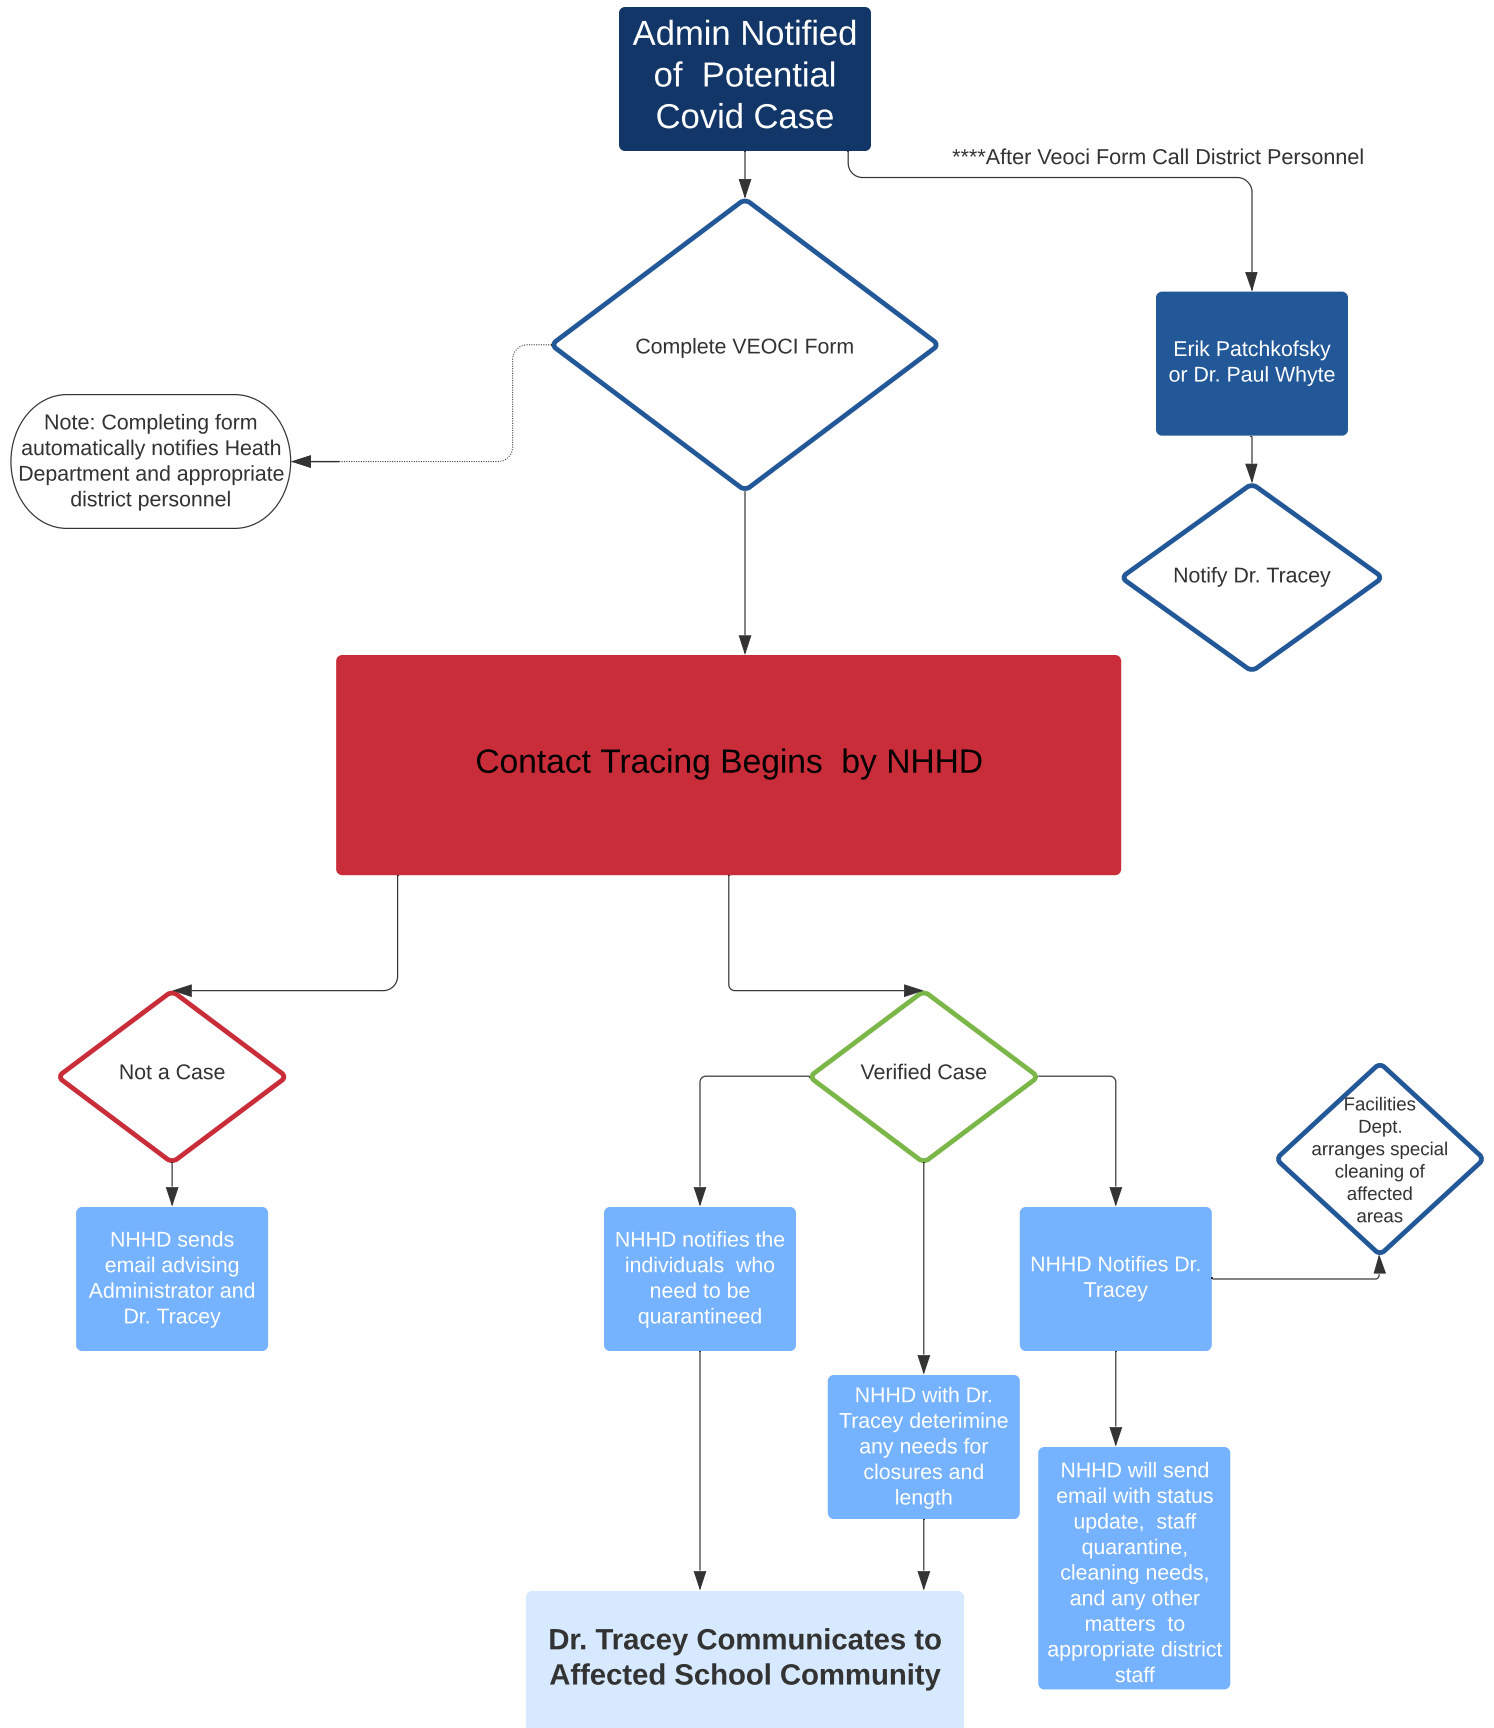 Admin Notified
of Potential
Covid Case
****After Veoci Form Call District Personnel
Complete VEOCI Form
Erik Patchkofsky
or Dr. Paul Whyte
Note: Completing form
automatically notifies Heath
Department and appropriate
district personnel
Notify Dr. Tracey
Contact Tracing Begins by NHHD
Not a Case
Verified Case
Facilities
Dept.
arranges special
cleaning of
affected
areas
NHHD sends
email advising
Administrator and
Dr. Tracey
NHHD notifies the
individuals who
need to be
quarantineed
NHHD Notifies Dr.
Tracey
NHHD with Dr.
Tracey deterimine
any needs for
closures and
length
NHHD will send
email with status
update, staff
quarantine,
cleaning needs,
and any other
matters to
appropriate district
staff
Dr. Tracey Communicates to
Affected School Community